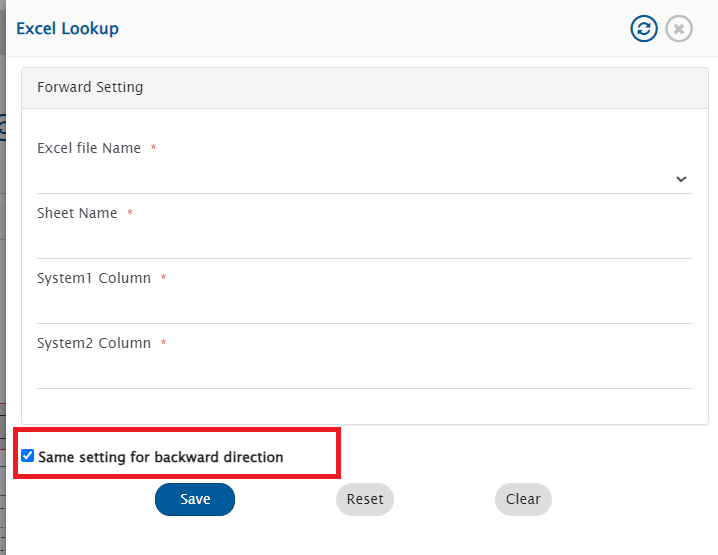 Excel Lookup
Forward Setting
Excel file Name *
Sheet Name *
System1 Column *
System2 Column *
Same setting for backward direction
Save Reset Clear